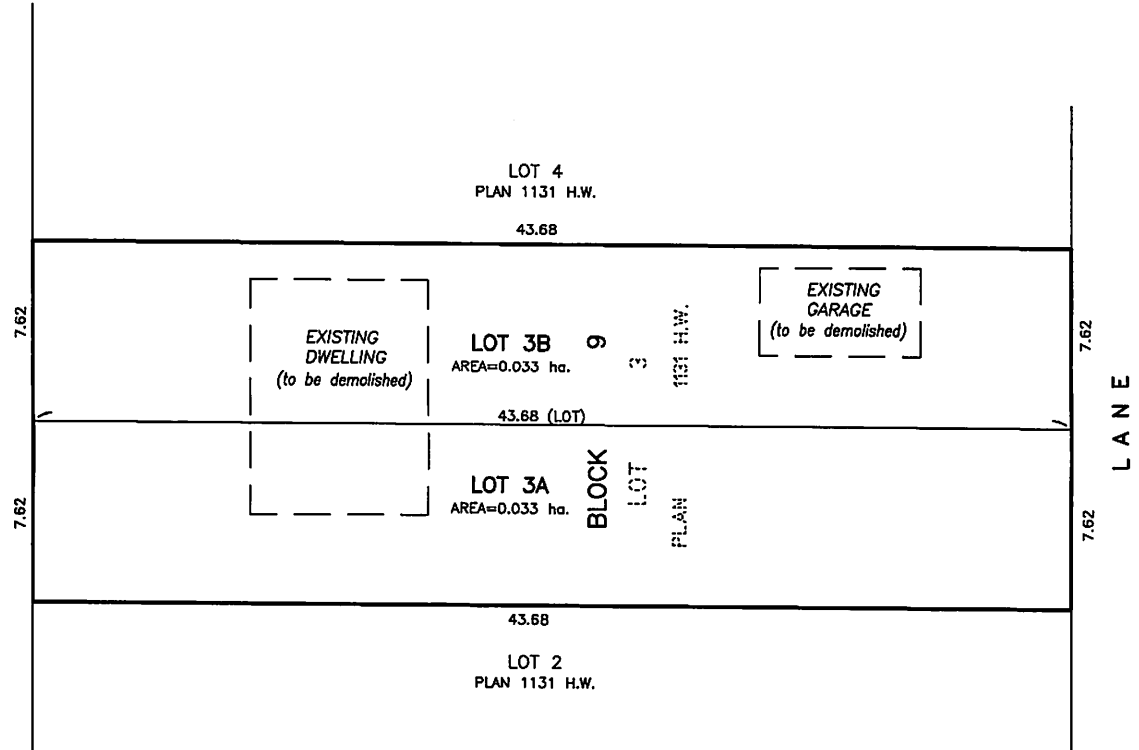 LOT 4
PLAN 1131 H.W.
43.68
7.62
EXISTING
DWELLING
(to be demolished)
LOT 3B
AREA=0.033 ha.
EXISTING
GARAGE
(to be demolished)
7.62
43.68 (LOT)
BLOCK 9
LOT 3
PLAN 1131 H.W.
LANE
7.62
LOT 3A
AREA=0.033 ha.
7.62
43.68
LOT 2
PLAN 1131 H.W.